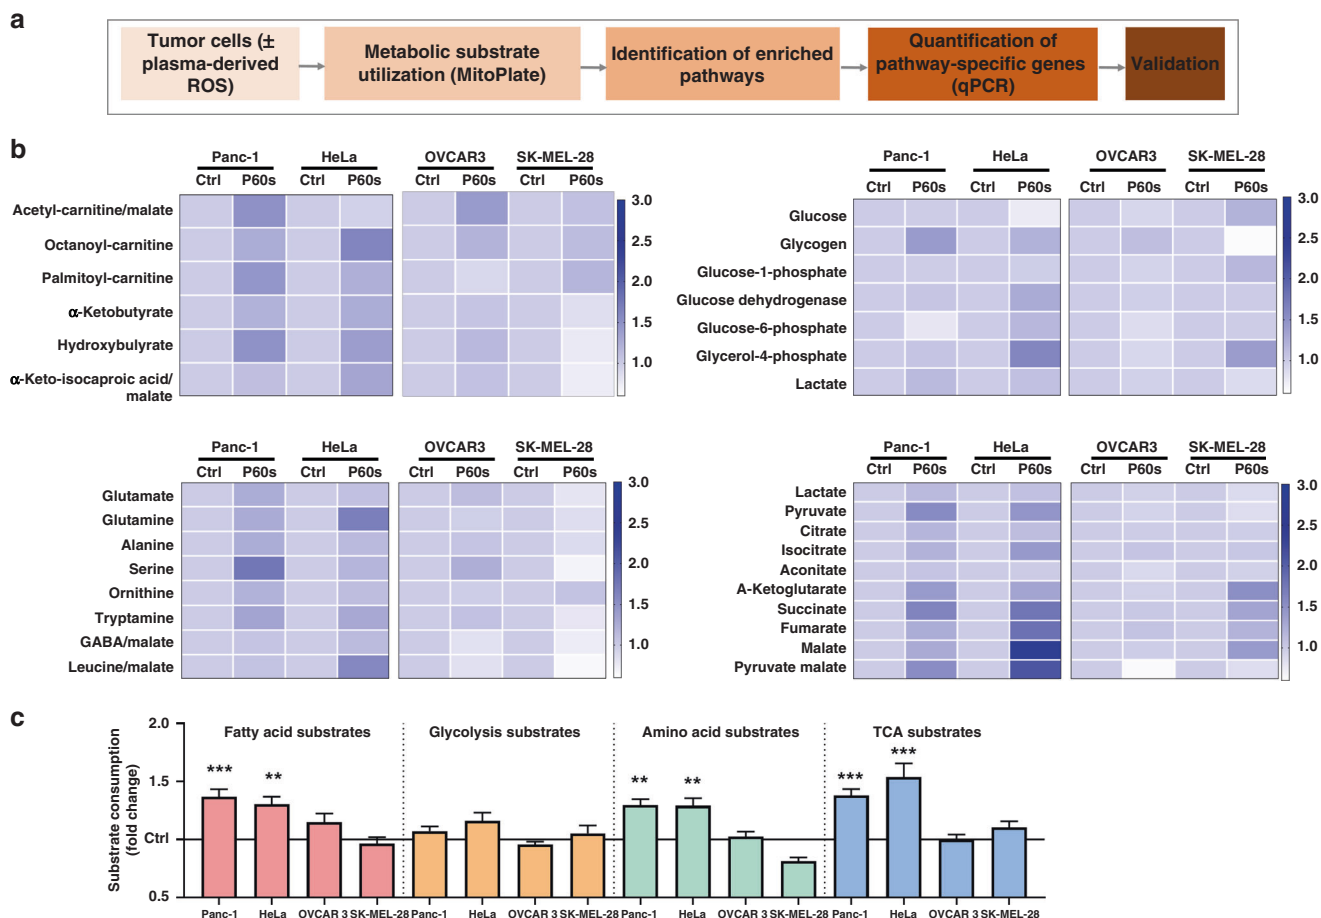 a
Tumor cells (±
plasma-derived
ROS)
Metabolic substrate
utilization (MitoPlate)
Identification of enriched
pathways
Quantification of
pathway-specific genes
(qPCR)
Validation
b
Panc-1 HeLa OVCAR3 SK-MEL-28
Ctrl P60s Ctrl P60s Ctrl P60s Ctrl P60s
Acetyl-carnitine/malate
Octanoyl-carnitine
Palmitoyl-carnitine
α-Ketobutyrate
Hydroxybulyrate
α-Keto-isocaproic acid/
malate
3.0
2.5
2.0
1.5
1.0
Panc-1 HeLa OVCAR3 SK-MEL-28
Ctrl P60s Ctrl P60s Ctrl P60s Ctrl P60s
Glucose
Glycogen
Glucose-1-phosphate
Glucose dehydrogenase
Glucose-6-phosphate
Glycerol-4-phosphate
Lactate
3.0
2.5
2.0
1.5
1.0
Panc-1 HeLa OVCAR3 SK-MEL-28
Ctrl P60s Ctrl P60s Ctrl P60s Ctrl P60s
Glutamate
Glutamine
Alanine
Serine
Ornithine
Tryptamine
GABA/malate
Leucine/malate
3.0
2.5
2.0
1.5
1.0
Panc-1 HeLa OVCAR3 SK-MEL-28
Ctrl P60s Ctrl P60s Ctrl P60s Ctrl P60s
Lactate
Pyruvate
Citrate
Isocitrate
Aconitate
A-Ketoglutarate
Succinate
Fumarate
Malate
Pyruvate malate
3.0
2.5
2.0
1.5
1.0
c
Substrate consumption
(fold change)
2.0
1.5
Ctrl
0.5
Fatty acid substrates Glycolysis substrates Amino acid substrates TCA substrates
*** ** ** ** *** ***
Panc-1 HeLa OVCAR 3 SK-MEL-28 Panc-1 HeLa OVCAR 3 SK-MEL-28 Panc-1 HeLa OVCAR 3 SK-MEL-28 Panc-1 HeLa OVCAR 3 SK-MEL-28